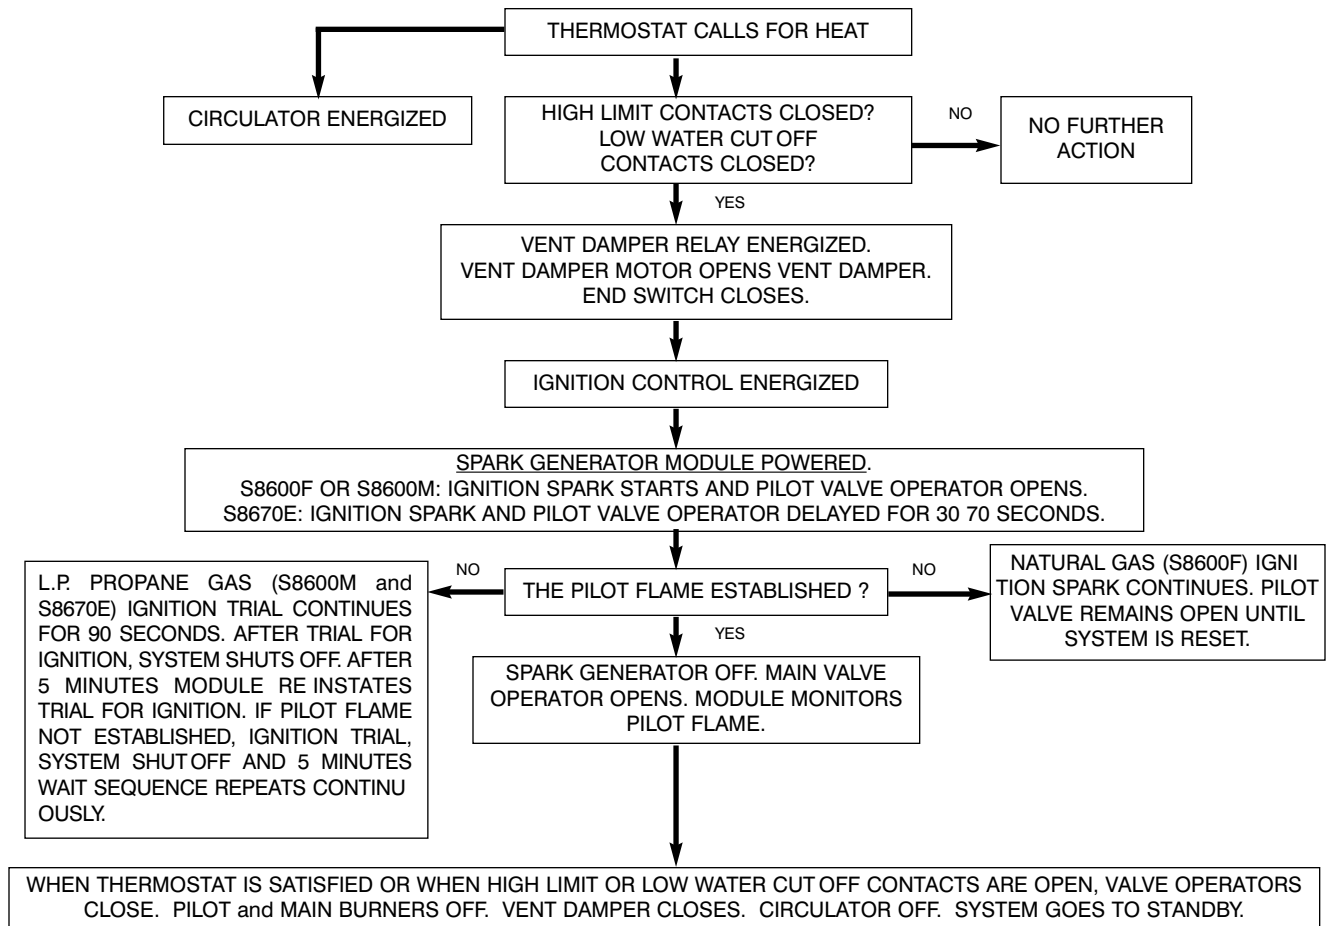 THERMOSTAT CALLS FOR HEAT
CIRCULATOR ENERGIZED
HIGH LIMIT CONTACTS CLOSED?
LOW WATER CUT OFF
CONTACTS CLOSED?
NO
NO FURTHER
ACTION
YES
VENT DAMPER RELAY ENERGIZED.
VENT DAMPER MOTOR OPENS VENT DAMPER.
END SWITCH CLOSES.
IGNITION CONTROL ENERGIZED
SPARK GENERATOR MODULE POWERED.
S8600F OR S8600M: IGNITION SPARK STARTS AND PILOT VALVE OPERATOR OPENS.
S8670E: IGNITION SPARK AND PILOT VALVE OPERATOR DELAYED FOR 30 70 SECONDS.
THE PILOT FLAME ESTABLISHED ?
NO
L.P. PROPANE GAS (S8600M and
S8670E) IGNITION TRIAL CONTINUES
FOR 90 SECONDS. AFTER TRIAL FOR
IGNITION, SYSTEM SHUTS OFF. AFTER
5 MINUTES MODULE RE INSTATES
TRIAL FOR IGNITION. IF PILOT FLAME
NOT ESTABLISHED, IGNITION TRIAL,
SYSTEM SHUT OFF AND 5 MINUTES
WAIT SEQUENCE REPEATS CONTINU
OUSLY.
NO
NATURAL GAS (S8600F) IGNI
TION SPARK CONTINUES. PILOT
VALVE REMAINS OPEN UNTIL
SYSTEM IS RESET.
YES
SPARK GENERATOR OFF. MAIN VALVE
OPERATOR OPENS. MODULE MONITORS
PILOT FLAME.
WHEN THERMOSTAT IS SATISFIED OR WHEN HIGH LIMIT OR LOW WATER CUT OFF CONTACTS ARE OPEN, VALVE OPERATORS
CLOSE. PILOT and MAIN BURNERS OFF. VENT DAMPER CLOSES. CIRCULATOR OFF. SYSTEM GOES TO STANDBY.